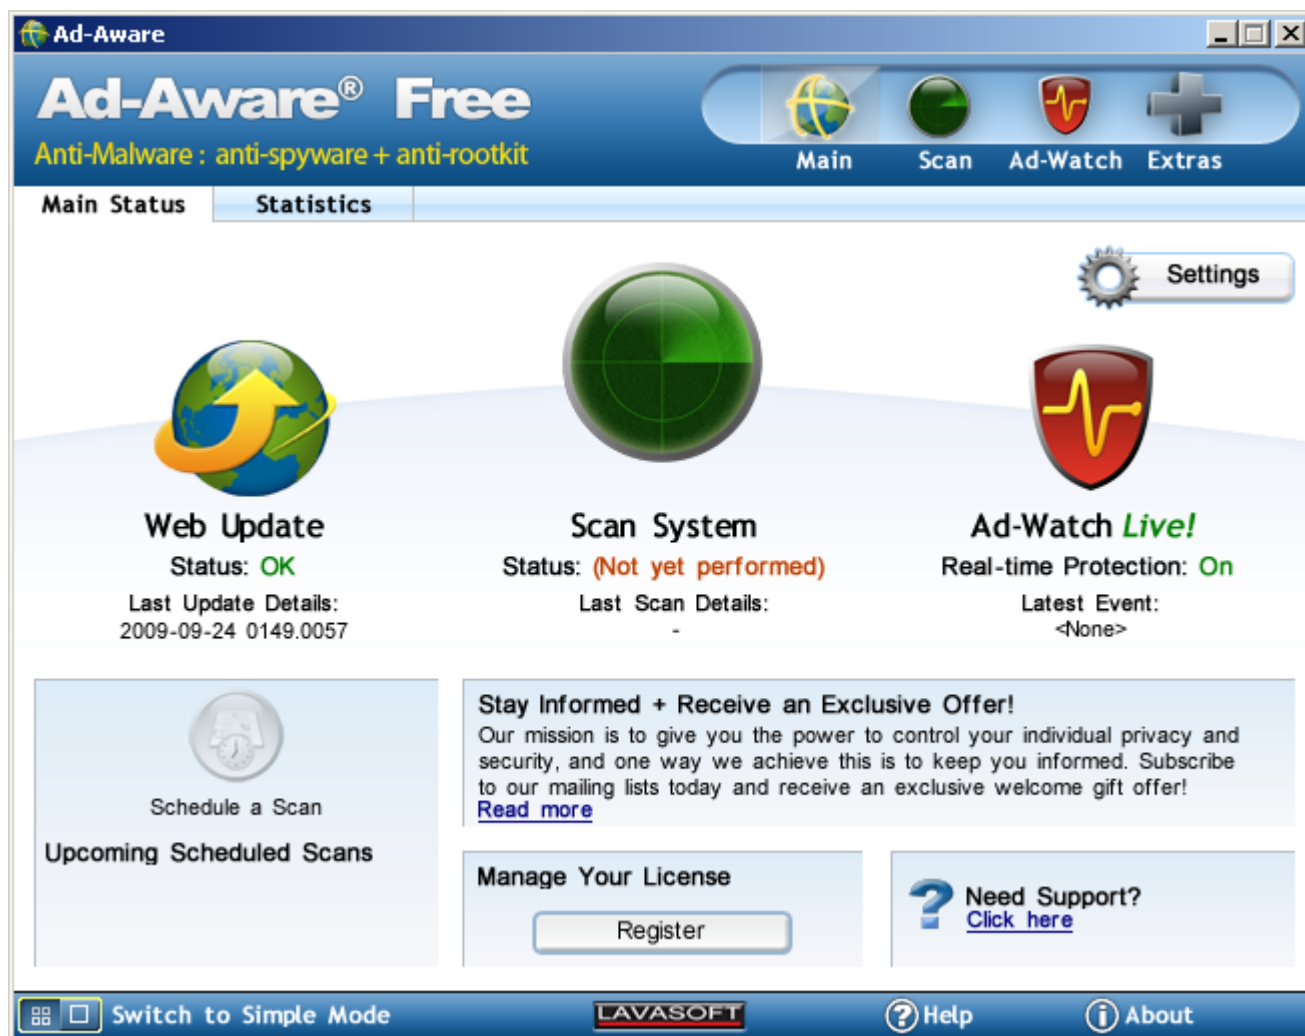 Ad-Aware
Ad-Aware® Free
Anti-Malware : anti-spyware + anti-rootkit
Main
Scan
Ad-Watch
Extras
Main Status
Statistics
Settings
Web Update
Status: OK
Last Update Details:
2009-09-24 0149.0057
Scan System
Status: (Not yet performed)
Last Scan Details:
-
Ad-Watch Live!
Real-time Protection: On
Latest Event:
<None>
Schedule a Scan
Upcoming Scheduled Scans
Stay Informed + Receive an Exclusive Offer!
Our mission is to give you the power to control your individual privacy and
security, and one way we achieve this is to keep you informed. Subscribe
to our mailing lists today and receive an exclusive welcome gift offer!
Read more
Manage Your License
Register
Need Support?
Click here
Switch to Simple Mode
LAVASOFT
Help
About